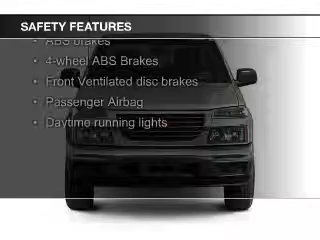 SAFETY FEATURES
• ABS brakes
• 4-wheel ABS Brakes
• Front Ventilated disc brakes
• Passenger Airbag
• Daytime running lights